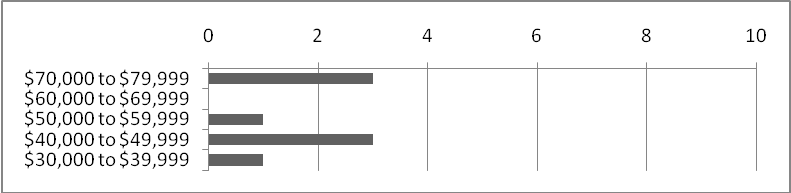 0 2 4 6 8 10
$70,000 to $79,999
$60,000 to $69,999
$50,000 to $59,999
$40,000 to $49,999
$30,000 to $39,999